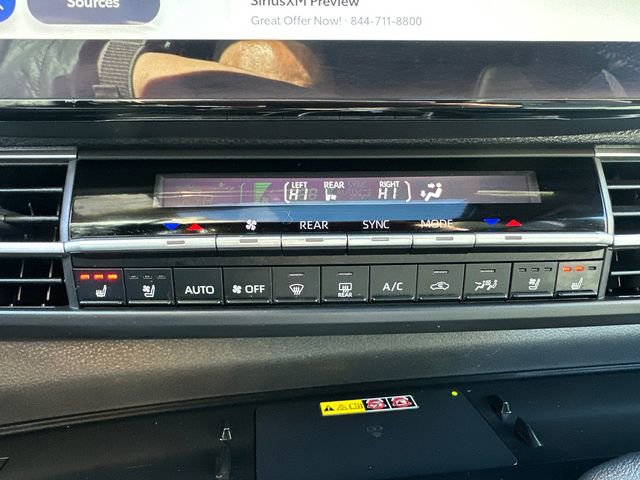 Sources
SiriusXM Preview
Great Offer Now! · 844-711-8800
LEFT REAR RIGHT
HI HI
REAR SYNC MODE
AUTO OFF REAR A/C